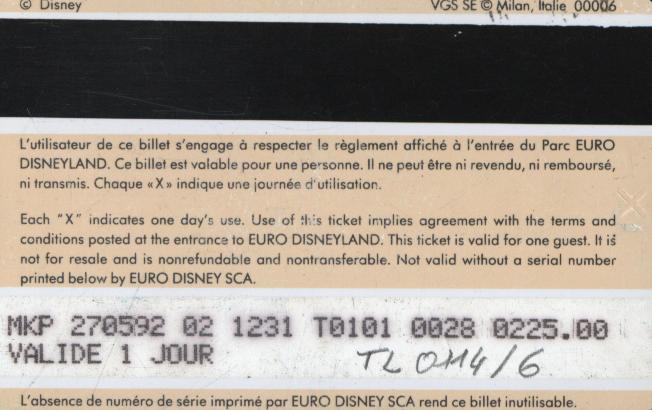 © Disney
VGS SE © Milan, Italie 00006
L'utilisateur de ce billet s'engage à respecter le règlement affiché à l'entrée du Parc EURO
DISNEYLAND. Ce billet est valable pour une personne. Il ne peut être ni revendu, ni remboursé,
ni transmis. Chaque «X» indique une journée d'utilisation.
Each "X" indicates one day's use. Use of this ticket implies agreement with the terms and
conditions posted at the entrance to EURO DISNEYLAND. This ticket is valid for one guest. It is
not for resale and is nonrefundable and nontransferable. Not valid without a serial number
printed below by EURO DISNEY SCA.
MKP 270592 02 1231 T0101 0028 0225.00
VALIDE 1 JOUR
TL 0114/6
L'absence de numéro de série imprimé par EURO DISNEY SCA rend ce billet inutilisable.